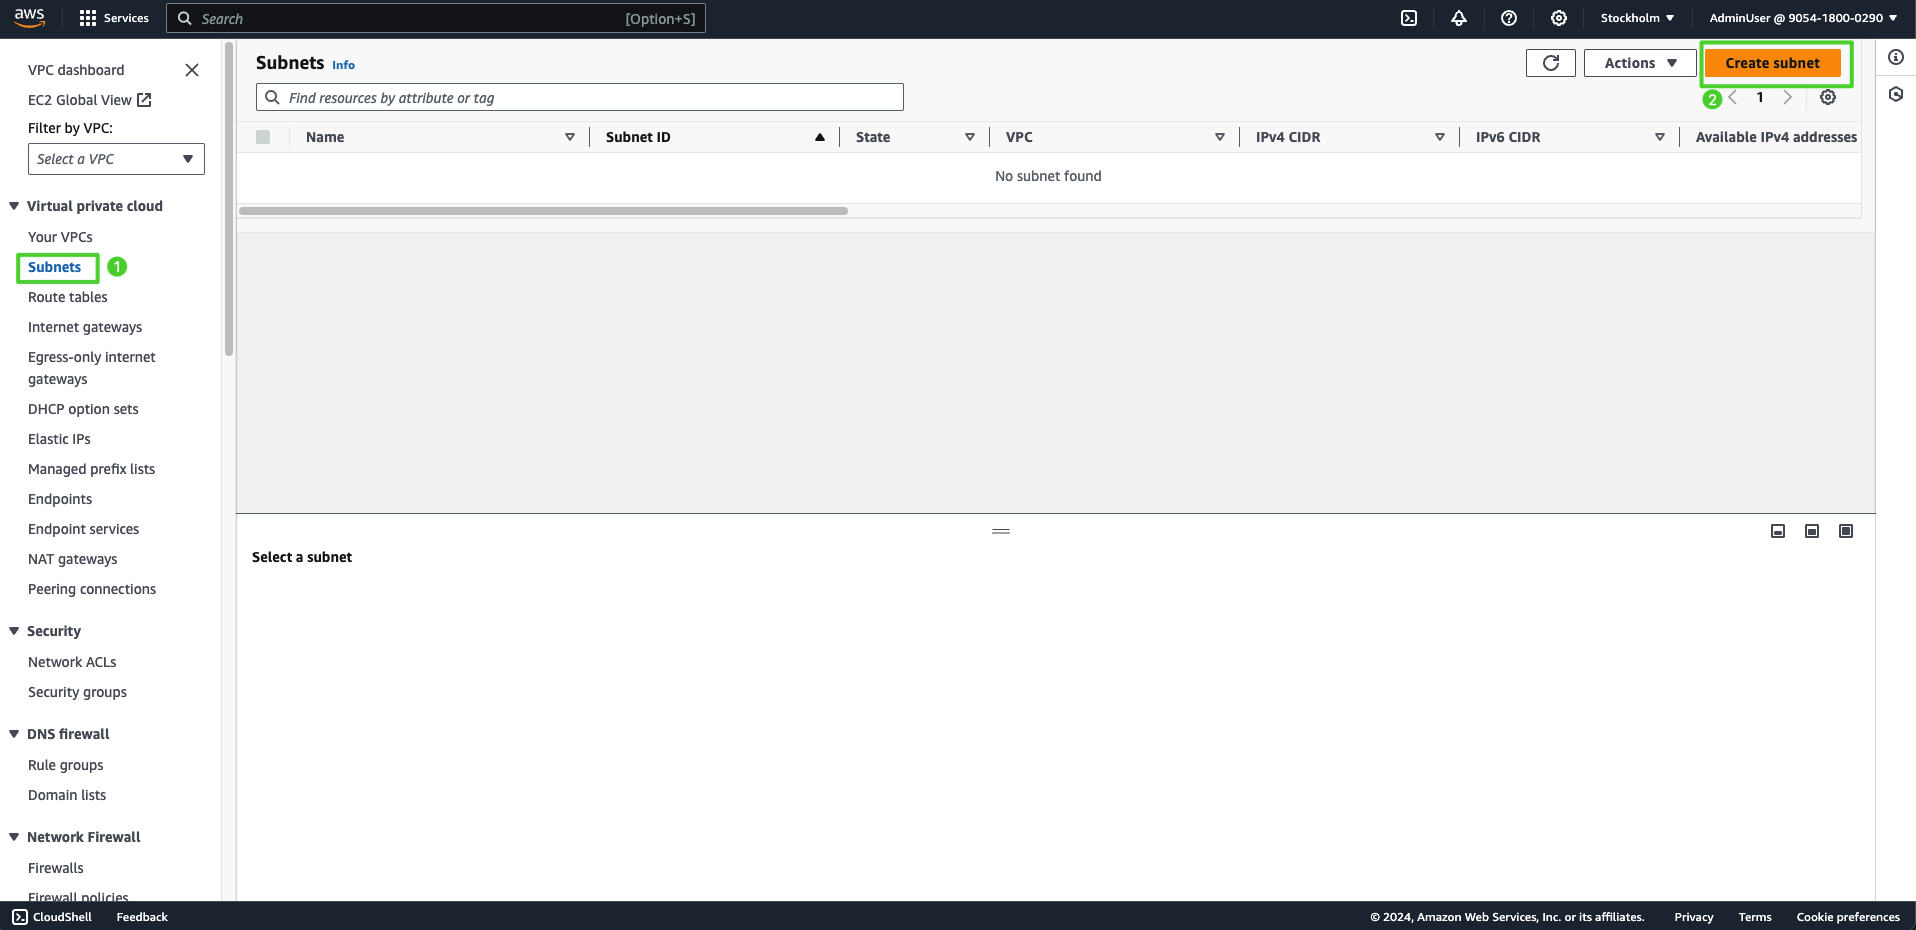 aws
Services
Search
[Option+S]
Stockholm
AdminUser @ 9054-1800-0290
VPC dashboard
EC2 Global View
Filter by VPC:
Select a VPC
Virtual private cloud
Your VPCs
Subnets
1
Route tables
Internet gateways
Egress-only internet
gateways
DHCP option sets
Elastic IPs
Managed prefix lists
Endpoints
Endpoint services
NAT gateways
Peering connections
Security
Network ACLs
Security groups
DNS firewall
Rule groups
Domain lists
Network Firewall
Firewalls
Firewall policies
Subnets Info
Actions
Create subnet
Find resources by attribute or tag
2
1
Name
Subnet ID
State
VPC
IPv4 CIDR
IPv6 CIDR
Available IPv4 addresses
No subnet found
Select a subnet
CloudShell
Feedback
© 2024, Amazon Web Services, Inc. or its affiliates.
Privacy
Terms
Cookie preferences